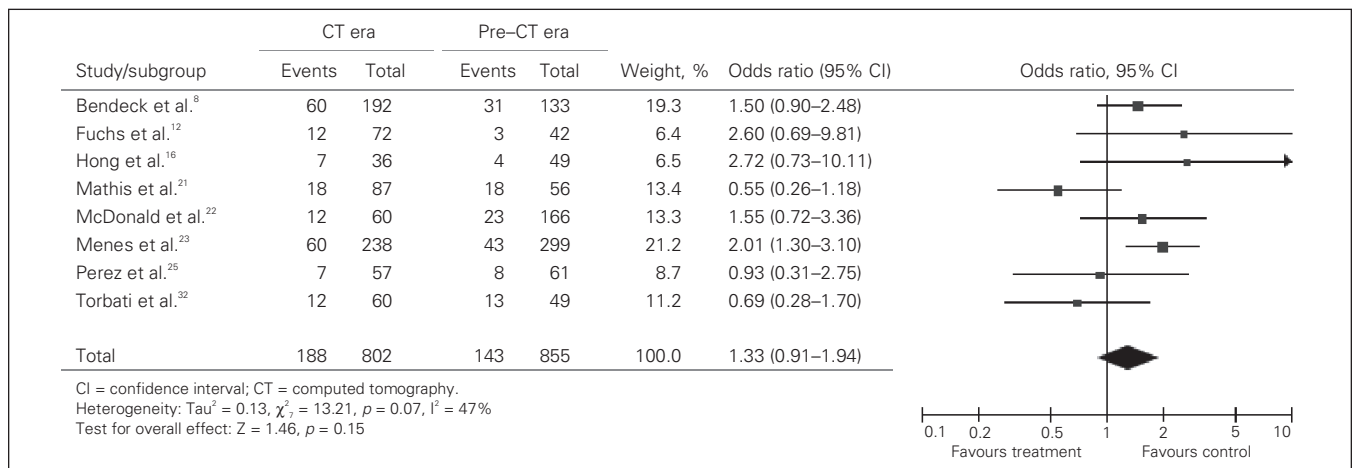 CT era Pre–CT era
Study/subgroup Events Total Events Total Weight, % Odds ratio (95% CI) Odds ratio, 95% CI
Bendeck et al.⁸ 60 192 31 133 19.3 1.50 (0.90–2.48)
Fuchs et al.¹² 12 72 3 42 6.4 2.60 (0.69–9.81)
Hong et al.¹⁶ 7 36 4 49 6.5 2.72 (0.73–10.11)
Mathis et al.²¹ 18 87 18 56 13.4 0.55 (0.26–1.18)
McDonald et al.²² 12 60 23 166 13.3 1.55 (0.72–3.36)
Menes et al.²³ 60 238 43 299 21.2 2.01 (1.30–3.10)
Perez et al.²⁵ 7 57 8 61 8.7 0.93 (0.31–2.75)
Torbati et al.³² 12 60 13 49 11.2 0.69 (0.28–1.70)
Total 188 802 143 855 100.0 1.33 (0.91–1.94)
CI = confidence interval; CT = computed tomography.
Heterogeneity: Tau² = 0.13, χ²₇ = 13.21, p = 0.07, I² = 47%
Test for overall effect: Z = 1.46, p = 0.15
0.1 0.2 0.5 1 2 5 10
Favours treatment Favours control